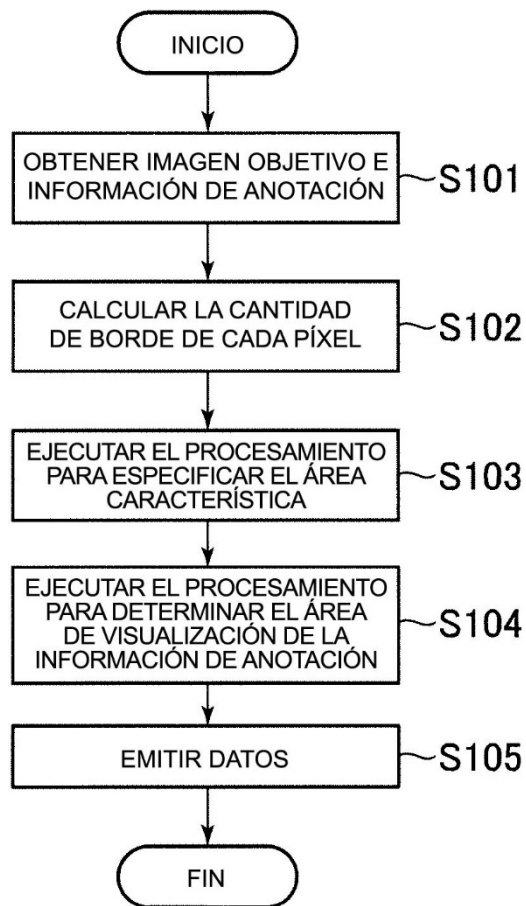 INICIO
OBTENER IMAGEN OBJETIVO E
INFORMACIÓN DE ANOTACIÓN
S101
CALCULAR LA CANTIDAD
DE BORDE DE CADA PÍXEL
S102
EJECUTAR EL PROCESAMIENTO
PARA ESPECIFICAR EL ÁREA
CARACTERÍSTICA
S103
EJECUTAR EL PROCESAMIENTO
PARA DETERMINAR EL ÁREA
DE VISUALIZACIÓN DE LA
INFORMACIÓN DE ANOTACIÓN
S104
EMITIR DATOS
S105
FIN